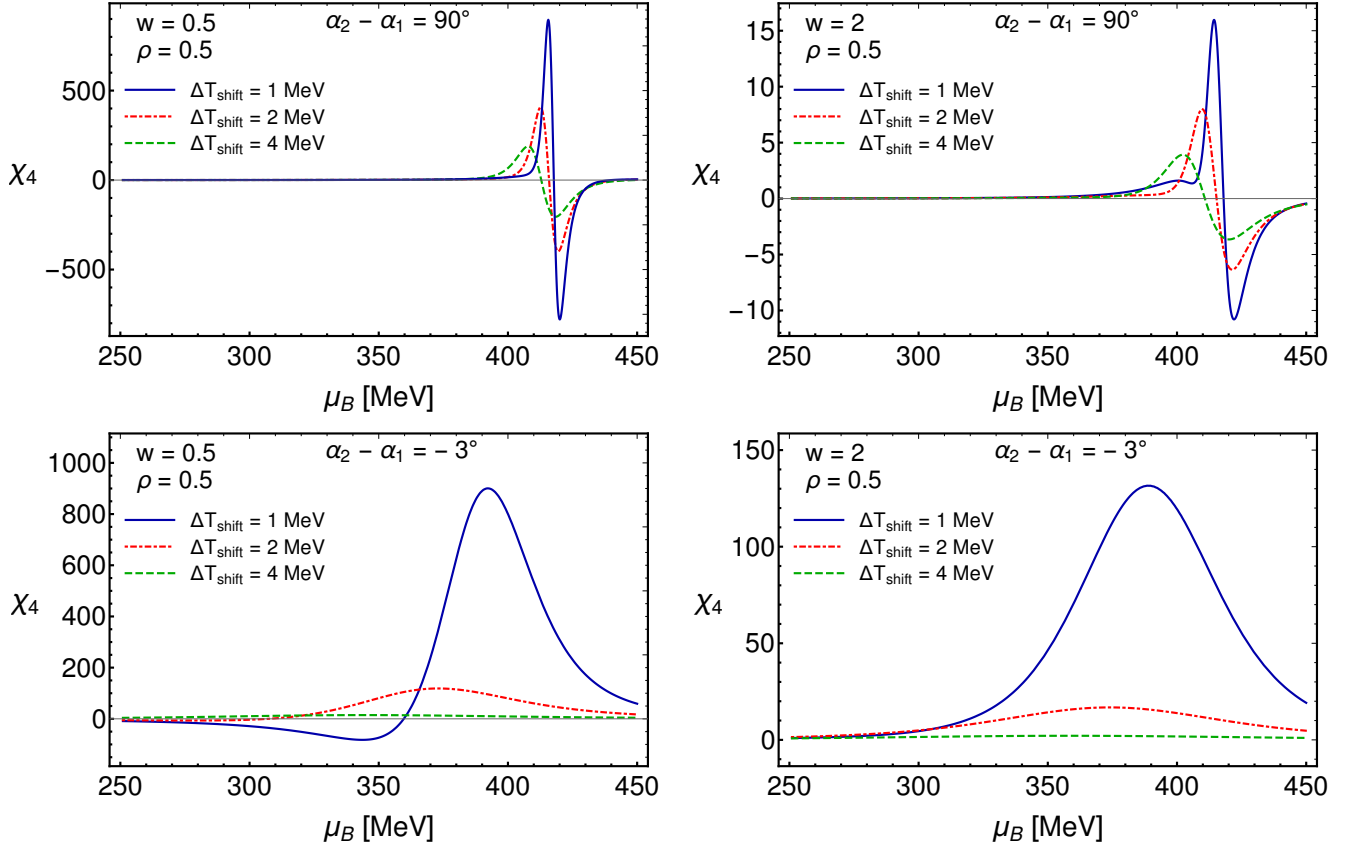 w = 0.5 α₂ − α₁ = 90°
ρ = 0.5
ΔT_shift = 1 MeV
ΔT_shift = 2 MeV
ΔT_shift = 4 MeV
500
0
−500
χ₄
250 300 350 400 450
μ_B [MeV]
w = 2 α₂ − α₁ = 90°
ρ = 0.5
ΔT_shift = 1 MeV
ΔT_shift = 2 MeV
ΔT_shift = 4 MeV
15
10
5
0
−5
−10
χ₄
250 300 350 400 450
μ_B [MeV]
w = 0.5 α₂ − α₁ = − 3°
ρ = 0.5
ΔT_shift = 1 MeV
ΔT_shift = 2 MeV
ΔT_shift = 4 MeV
1000
800
600
400
200
0
χ₄
250 300 350 400 450
μ_B [MeV]
w = 2 α₂ − α₁ = − 3°
ρ = 0.5
ΔT_shift = 1 MeV
ΔT_shift = 2 MeV
ΔT_shift = 4 MeV
150
100
50
0
χ₄
250 300 350 400 450
μ_B [MeV]